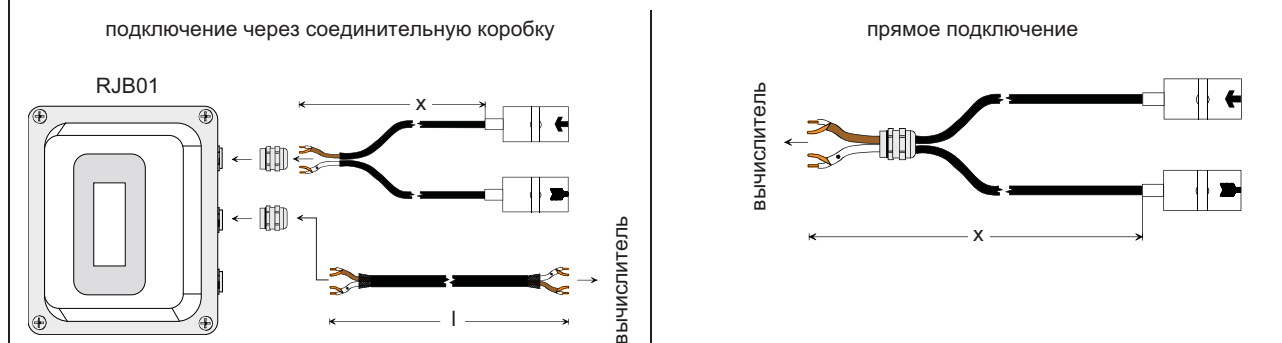 подключение через соединительную коробку
RJB01
x
l
вычислитель
прямое подключение
вычислитель
x